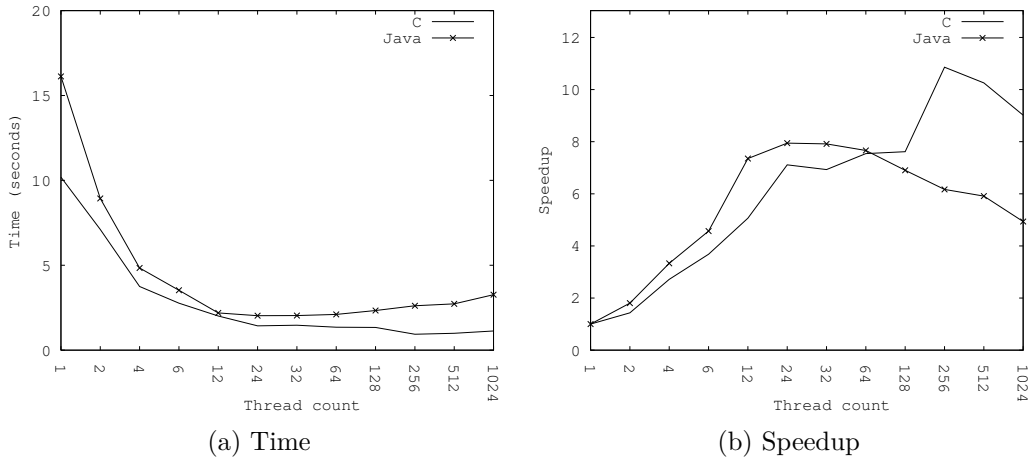 20
15
10
5
0
Time (seconds)
C
Java
1 2 4 6 12 24 32 64 128 256 512 1024
Thread count
(a) Time
12
10
8
6
4
2
0
Speedup
C
Java
1 2 4 6 12 24 32 64 128 256 512 1024
Thread count
(b) Speedup